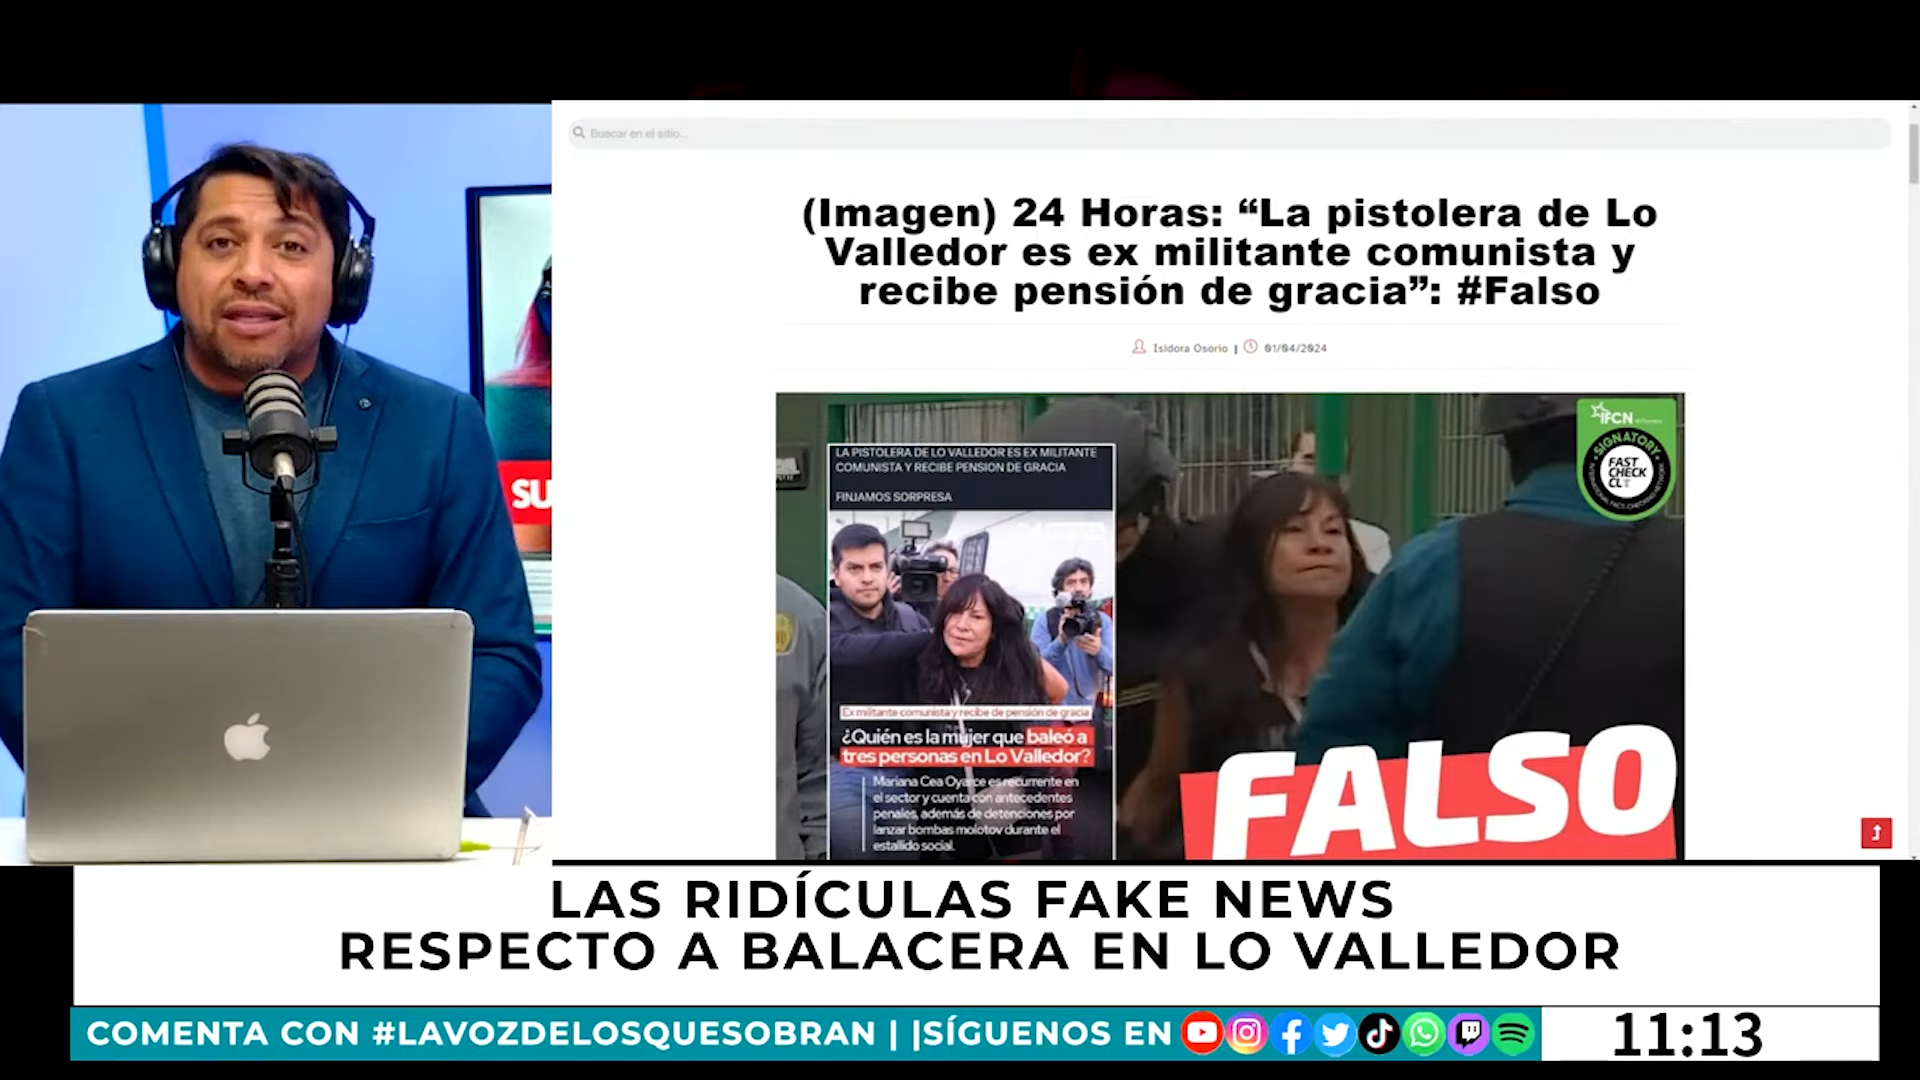 Buscar en el sitio...
(Imagen) 24 Horas: “La pistolera de Lo
Valledor es ex militante comunista y
recibe pensión de gracia”: #Falso
Isidora Osorio | 01/04/2024
LA PISTOLERA DE LO VALLEDOR ES EX MILITANTE
COMUNISTA Y RECIBE PENSION DE GRACIA
FINJAMOS SORPRESA
Ex militante comunista y recibe de pensión de gracia
¿Quién es la mujer que baleó a
tres personas en Lo Valledor?
Mariana Cea Oyarce es recurrente en
el sector y cuenta con antecedentes
penales, además de detenciones por
lanzar bombas molotov durante el
estallido social.
IFCN
SIGNATORY
FAST
CHECK
CL
FALSO
SU
LAS RIDÍCULAS FAKE NEWS
RESPECTO A BALACERA EN LO VALLEDOR
COMENTA CON #LAVOZDELOSQUESOBRAN | |SÍGUENOS EN
11:13